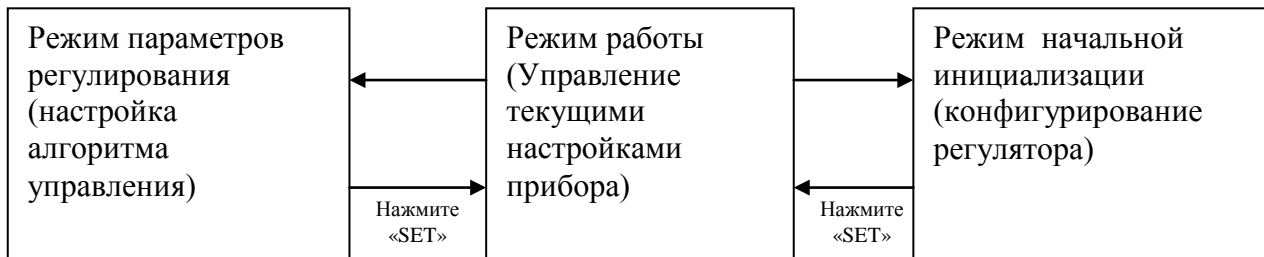 Режим параметров
регулирования
(настройка
алгоритма
управления)
Нажмите
«SET»
Режим работы
(Управление
текущими
настройками
прибора)
Нажмите
«SET»
Режим начальной
инициализации
(конфигурирование
регулятора)